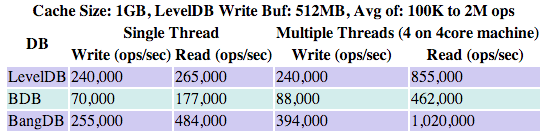 Cache Size: 1GB, LevelDB Write Buf: 512MB, Avg of: 100K to 2M ops
DB Single Thread Multiple Threads (4 on 4core machine)
Write (ops/sec) Read (ops/sec) Write (ops/sec) Read (ops/sec)
LevelDB 240,000 265,000 240,000 855,000
BDB 70,000 177,000 88,000 462,000
BangDB 255,000 484,000 394,000 1,020,000